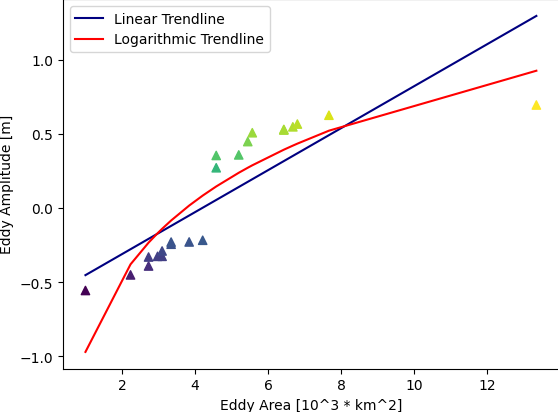 Linear Trendline
Logarithmic Trendline
1.0
0.5
0.0
−0.5
−1.0
Eddy Amplitude [m]
2 4 6 8 10 12
Eddy Area [10^3 * km^2]